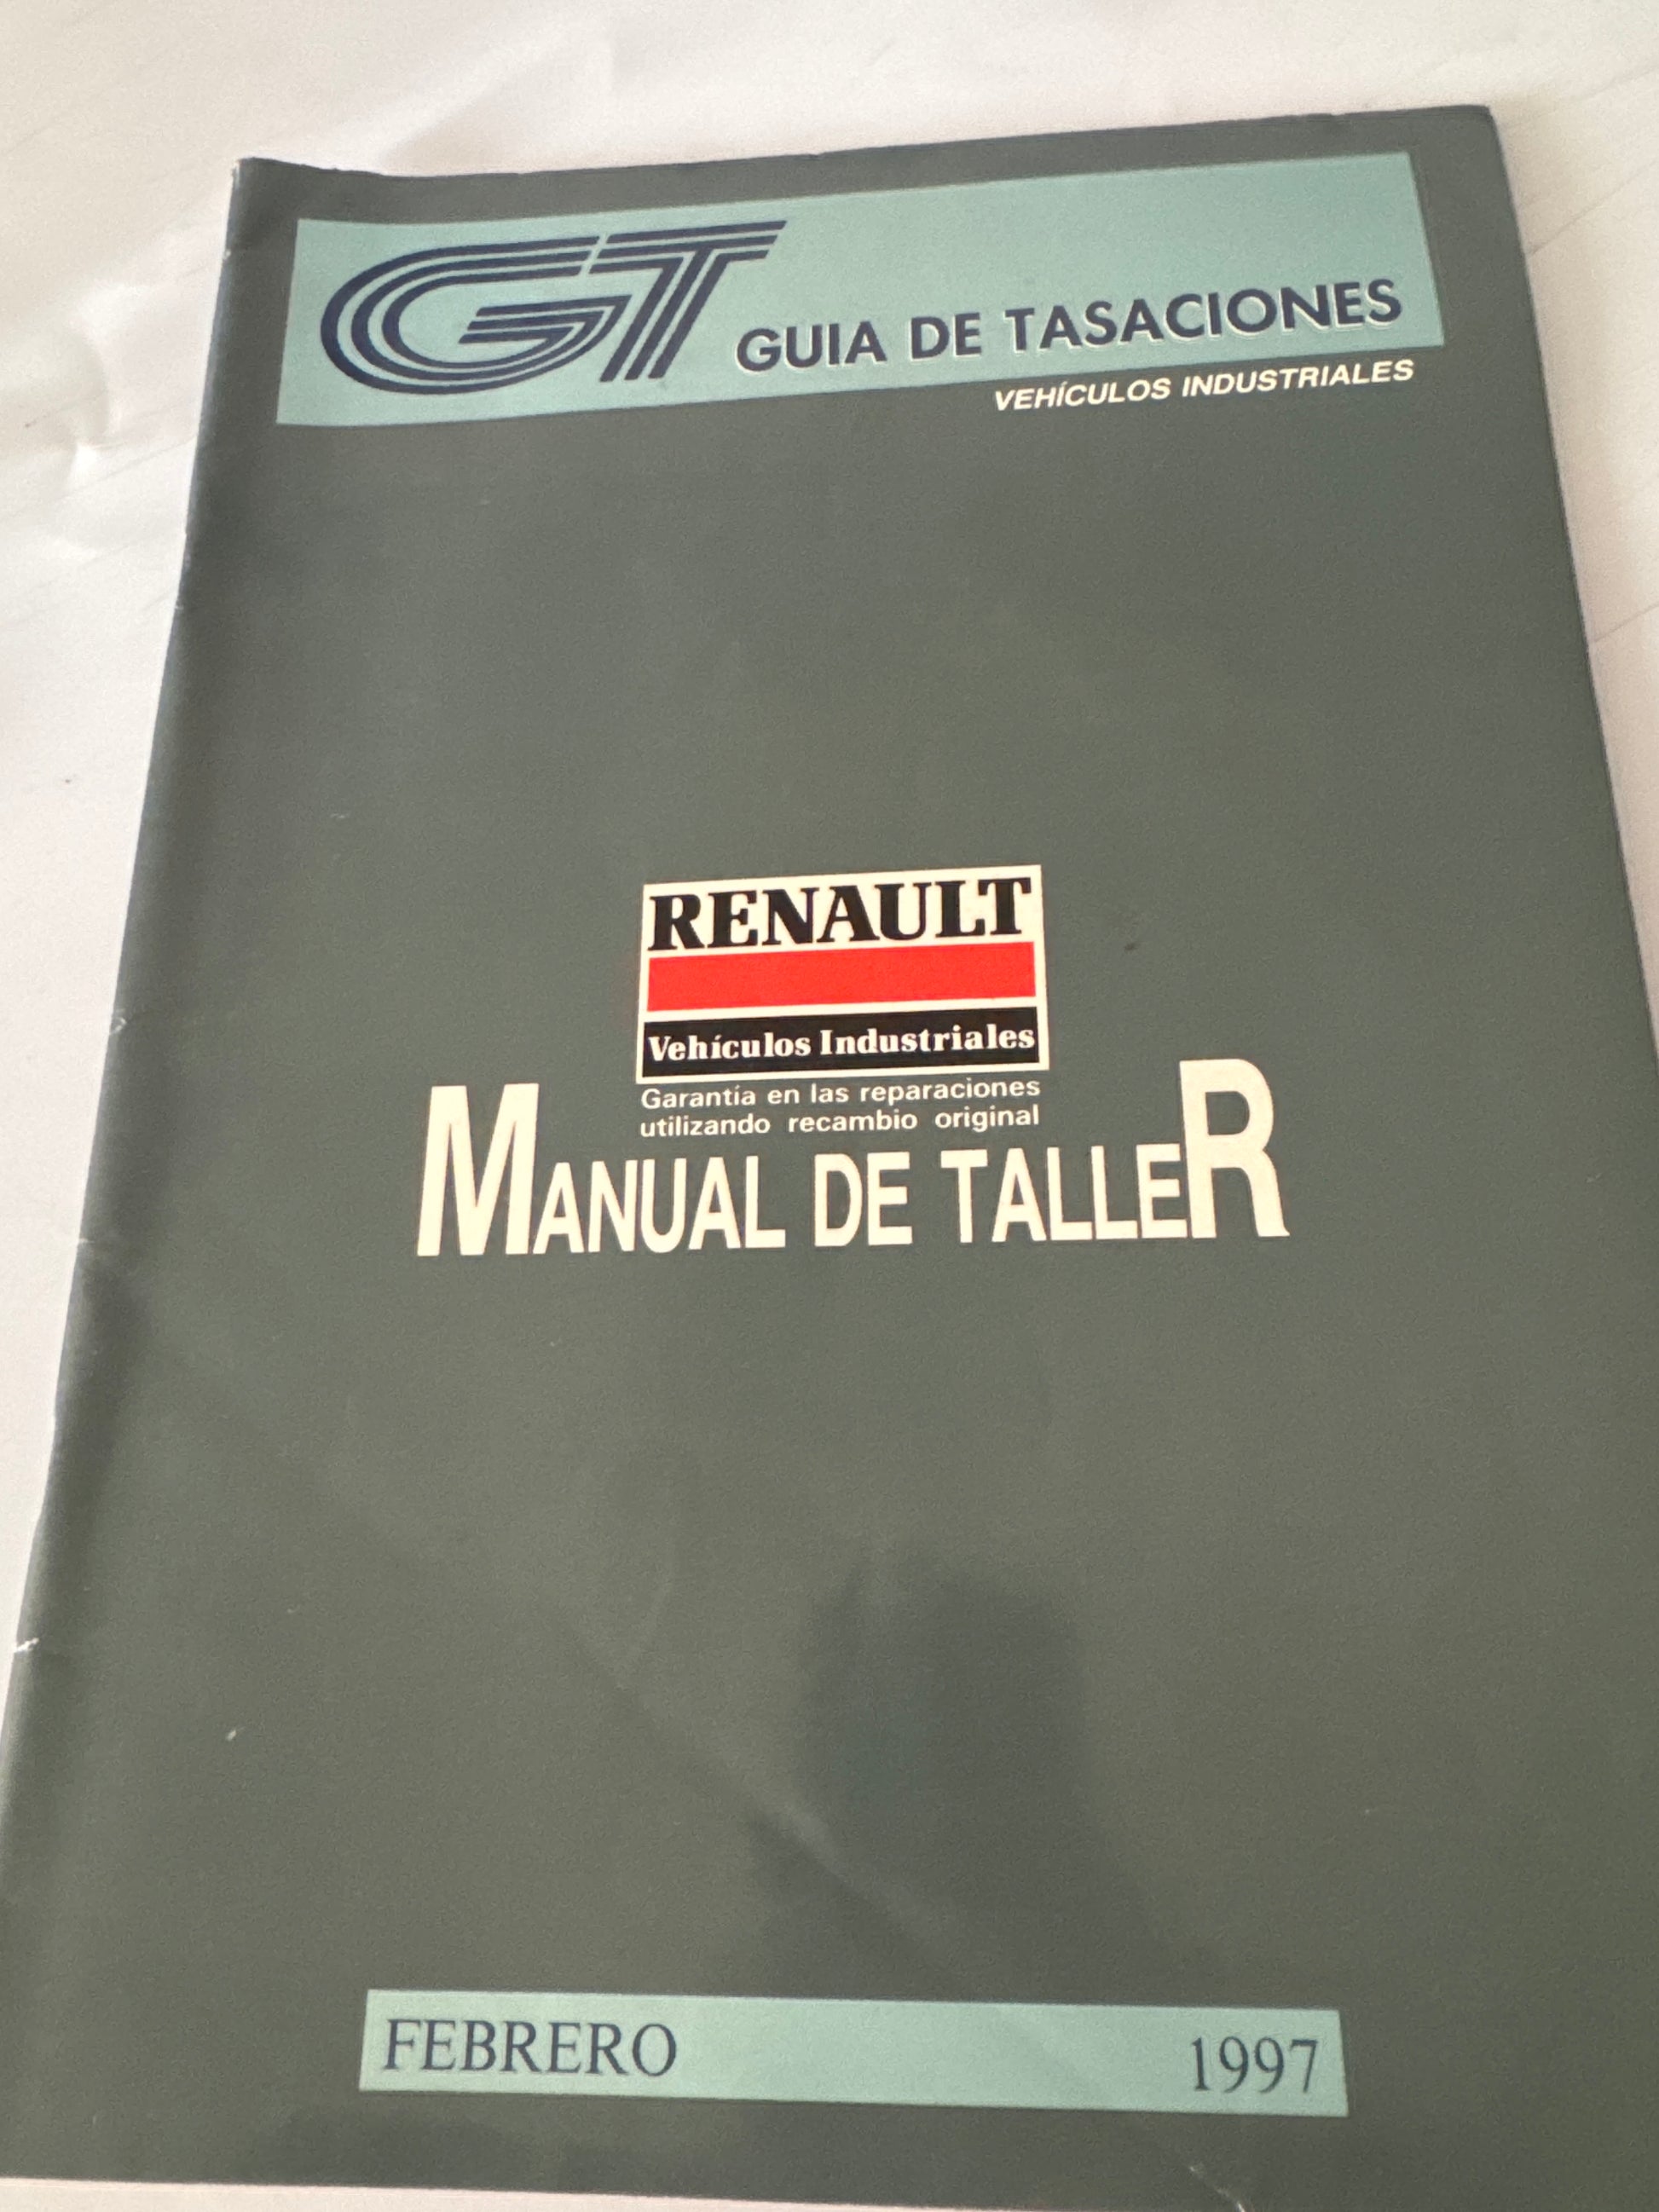 GT GUIA DE TASACIONES
VEHÍCULOS INDUSTRIALES
RENAULT
Vehículos Industriales
Garantía en las reparaciones
utilizando recambio original
MANUAL DE TALLER
FEBRERO 1997